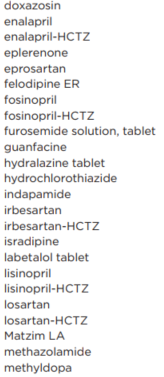 doxazosin
enalapril
enalapril-HCTZ
eplerenone
eprosartan
felodipine ER
fosinopril
fosinopril-HCTZ
furosemide solution, tablet
guanfacine
hydralazine tablet
hydrochlorothiazide
indapamide
irbesartan
irbesartan-HCTZ
isradipine
labetalol tablet
lisinopril
lisinopril-HCTZ
losartan
losartan-HCTZ
Matzim LA
methazolamide
methyldopa